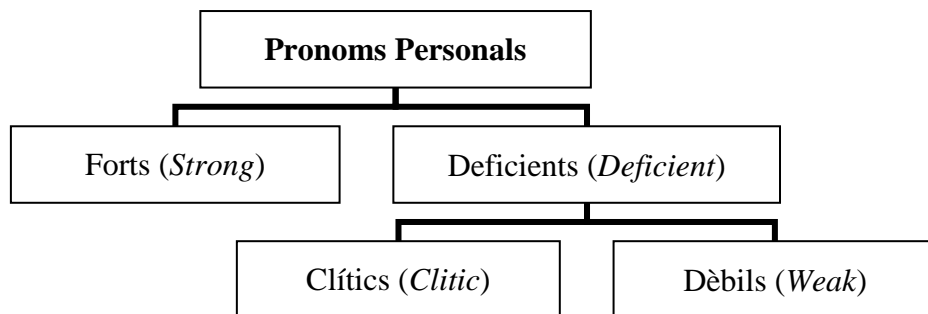 Pronoms Personals
Forts (Strong)
Deficients (Deficient)
Clítics (Clitic)
Dèbils (Weak)